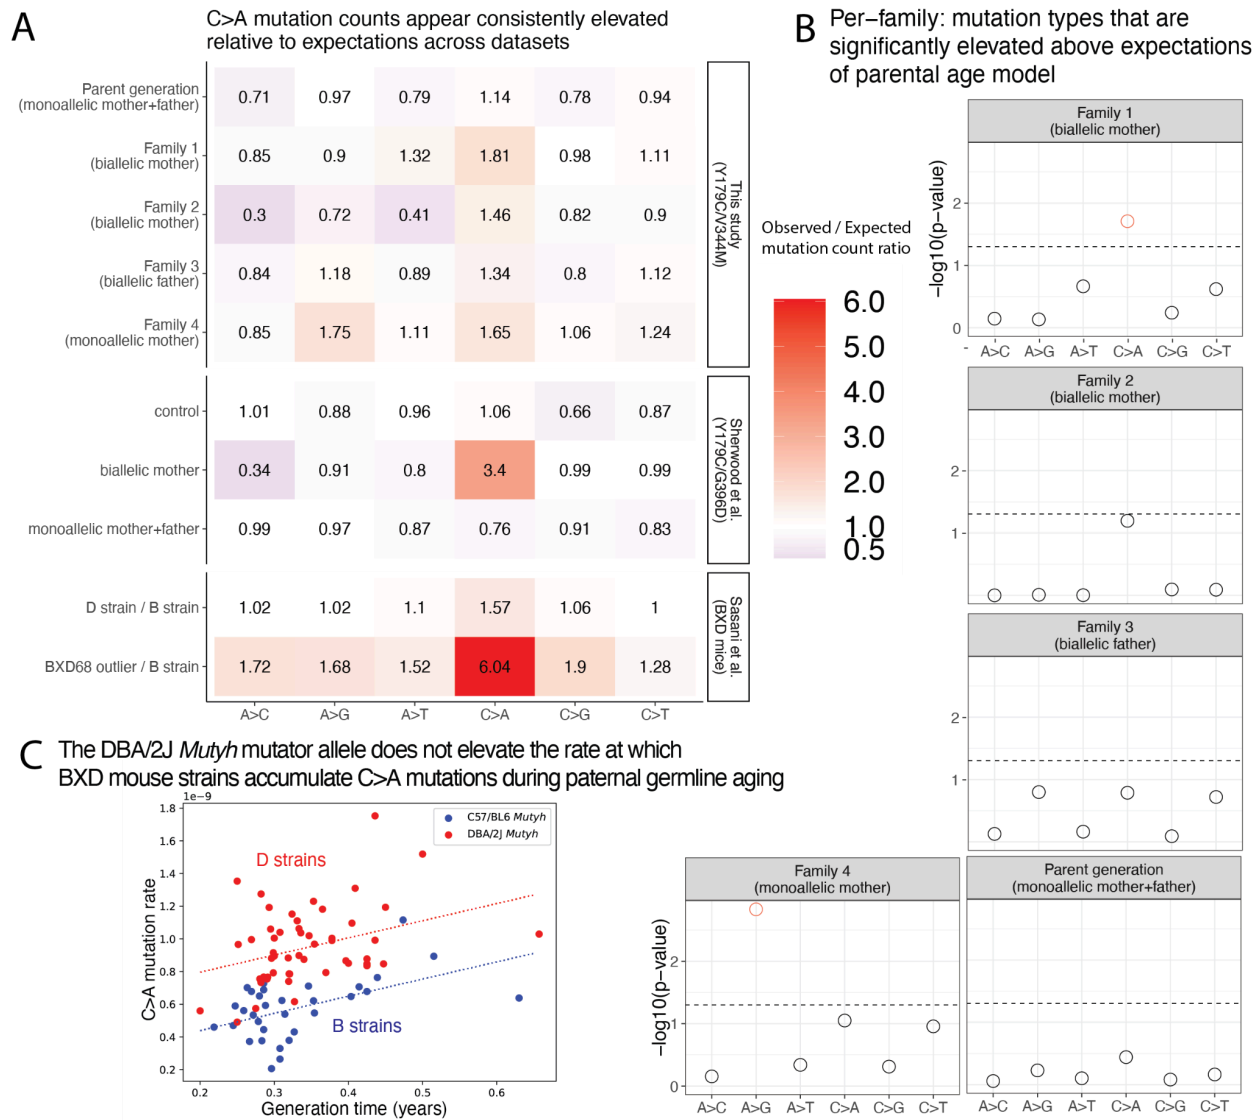 A
C>A mutation counts appear consistently elevated
relative to expectations across datasets
Parent generation
(monoallelic mother+father)
0.71 0.97 0.79 1.14 0.78 0.94
Family 1
(biallelic mother)
0.85 0.9 1.32 1.81 0.98 1.11
Family 2
(biallelic mother)
0.3 0.72 0.41 1.46 0.82 0.9
Family 3
(biallelic father)
0.84 1.18 0.89 1.34 0.8 1.12
Family 4
(monoallelic mother)
0.85 1.75 1.11 1.65 1.06 1.24
This study
(Y179C/V344M)
control
1.01 0.88 0.96 1.06 0.66 0.87
biallelic mother
0.34 0.91 0.8 3.4 0.99 0.99
monoallelic mother+father
0.99 0.97 0.87 0.76 0.91 0.83
Sherwood et al.
(Y179C/G396D)
D strain / B strain
1.02 1.02 1.1 1.57 1.06 1
BXD68 outlier / B strain
1.72 1.68 1.52 6.04 1.9 1.28
Sasani et al.
(BXD mice)
A>C A>G A>T C>A C>G C>T
Observed / Expected
mutation count ratio
6.0
5.0
4.0
3.0
2.0
1.0
0.5
B
Per−family: mutation types that are
significantly elevated above expectations
of parental age model
Family 1
(biallelic mother)
−log10(p−value)
2
1
0
A>C A>G A>T C>A C>G C>T
Family 2
(biallelic mother)
2
1
Family 3
(biallelic father)
2
1
Family 4
(monoallelic mother)
−log10(p−value)
2
1
0
A>C A>G A>T C>A C>G C>T
Parent generation
(monoallelic mother+father)
A>C A>G A>T C>A C>G C>T
C
The DBA/2J Mutyh mutator allele does not elevate the rate at which
BXD mouse strains accumulate C>A mutations during paternal germline aging
1e−9
C>A mutation rate
1.8
1.6
1.4
1.2
1.0
0.8
0.6
0.4
0.2
C57/BL6 Mutyh
DBA/2J Mutyh
D strains
B strains
0.2 0.3 0.4 0.5 0.6
Generation time (years)